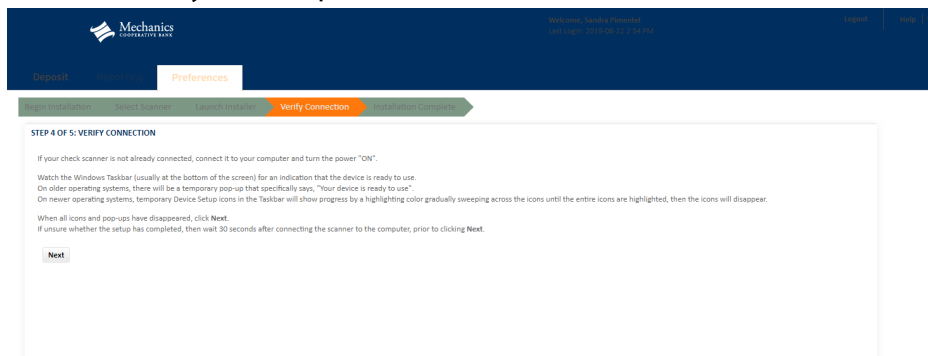 Mechanics
COOPERATIVE BANK
Welcome, Sandra Pimentel
Last Login: 2019-08-12 2:54 PM
Logout
Help
Deposit
Preferences
Begin Installation
Select Scanner
Launch Installer
Verify Connection
Installation Complete
STEP 4 OF 5: VERIFY CONNECTION
If your check scanner is not already connected, connect it to your computer and turn the power "ON".
Watch the Windows Taskbar (usually at the bottom of the screen) for an indication that the device is ready to use.
On older operating systems, there will be a temporary pop-up that specifically says, "Your device is ready to use".
On newer operating systems, temporary Device Setup icons in the Taskbar will show progress by a highlighting color gradually sweeping across the icons until the entire icons are highlighted, then the icons will disappear.
When all icons and pop-ups have disappeared, click Next.
If unsure whether the setup has completed, then wait 30 seconds after connecting the scanner to the computer, prior to clicking Next.
Next